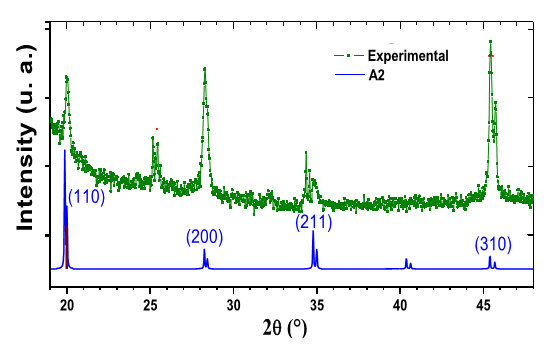 Intensity (u. a.)
Experimental
A2
(110)
(200)
(211)
(310)
20 25 30 35 40 45
2θ (°)